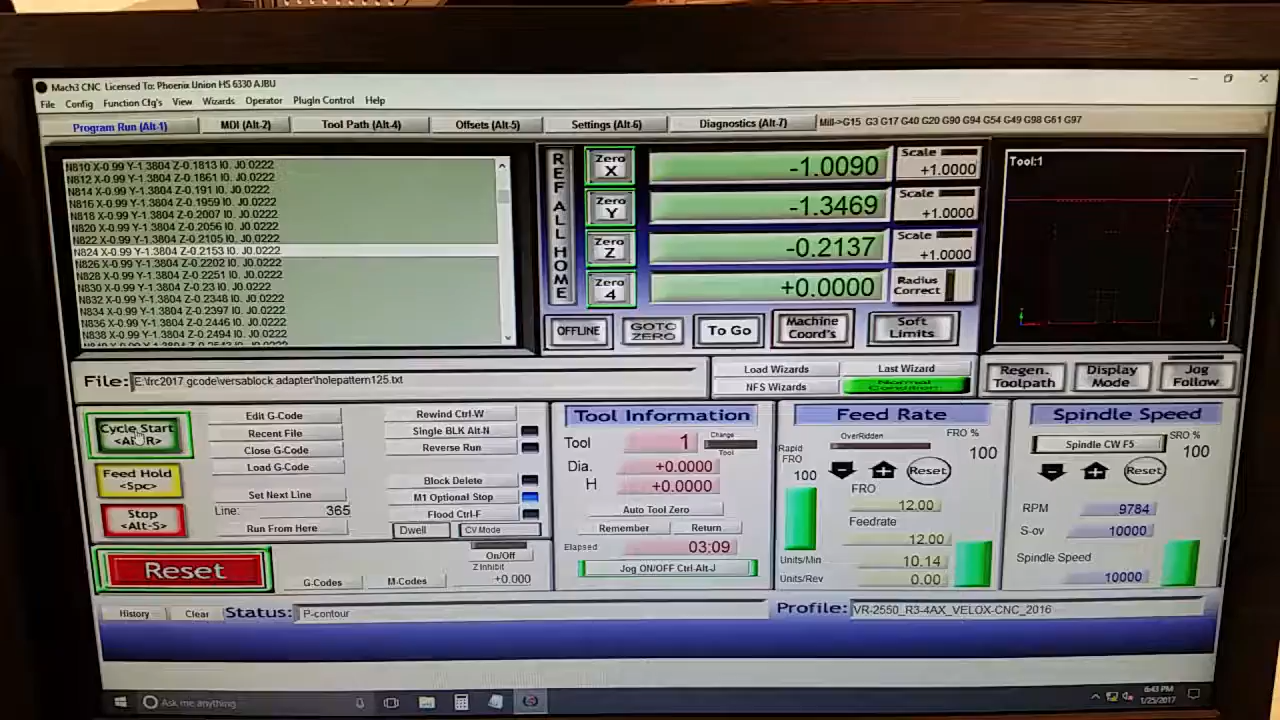 Mach3 CNC Licensed To: Phoenix Union HS 6330 AJBU
File Config Function Cfg's View Wizards Operator PlugIn Control Help
Program Run (Alt-1) MDI (Alt-2) Tool Path (Alt-4) Offsets (Alt-5) Settings (Alt-6) Diagnostics (Alt-7) Mill->G15 G3 G17 G40 G20 G90 G94 G54 G49 G98 G61 G97
N810 X-0.99 Y-1.3804 Z-0.1813 I0. J0.0222
N812 X-0.99 Y-1.3804 Z-0.1861 I0. J0.0222
N814 X-0.99 Y-1.3804 Z-0.191 I0. J0.0222
N816 X-0.99 Y-1.3804 Z-0.1959 I0. J0.0222
N818 X-0.99 Y-1.3804 Z-0.2007 I0. J0.0222
N820 X-0.99 Y-1.3804 Z-0.2056 I0. J0.0222
N822 X-0.99 Y-1.3804 Z-0.2105 I0. J0.0222
N824 X-0.99 Y-1.3804 Z-0.2153 I0. J0.0222
N826 X-0.99 Y-1.3804 Z-0.2202 I0. J0.0222
N828 X-0.99 Y-1.3804 Z-0.2251 I0. J0.0222
N830 X-0.99 Y-1.3804 Z-0.23 I0. J0.0222
N832 X-0.99 Y-1.3804 Z-0.2348 I0. J0.0222
N834 X-0.99 Y-1.3804 Z-0.2397 I0. J0.0222
N836 X-0.99 Y-1.3804 Z-0.2446 I0. J0.0222
N838 X-0.99 Y-1.3804 Z-0.2494 I0. J0.0222
REF ALL HOME
Zero X -1.0090 Scale +1.0000
Zero Y -1.3469 Scale +1.0000
Zero Z -0.2137 Scale +1.0000
Zero 4 +0.0000 Radius Correct
OFFLINE GOTO ZERO To Go Machine Coord's Soft Limits
Tool:1
File: E:\frc2017 gcode\versablock adapter\holepattern125.txt
Load Wizards Last Wizard
NFS Wizards Normal Condition
Regen. Toolpath Display Mode Jog Follow
Cycle Start
Feed Hold
<Spc>
Stop
<Alt-S>
Reset
Edit G-Code
Recent File
Close G-Code
Load G-Code
Set Next Line
Line: 365
Run From Here
Rewind Ctrl-W
Single BLK Alt-N
Reverse Run
Block Delete
M1 Optional Stop
Flood Ctrl-F
Dwell CV Mode
On/Off
Z Inhibit
+0.000
G-Codes M-Codes
Tool Information
Tool 1 Change Tool
Dia. +0.0000
H +0.0000
Auto Tool Zero
Remember Return
Elapsed 03:09
Jog ON/OFF Ctrl-Alt-J
Feed Rate
OverRidden FRO % 100
Rapid FRO 100
Reset
FRO
12.00
Feedrate
12.00
Units/Min 10.14
Units/Rev 0.00
Spindle Speed
Spindle CW F5 SRO % 100
Reset
RPM 9784
S-ov 10000
Spindle Speed
10000
History Clear Status: P-contour
Profile: VR-2550_R3-4AX_VELOX-CNC_2016
Ask me anything
6:43 PM
1/25/2017